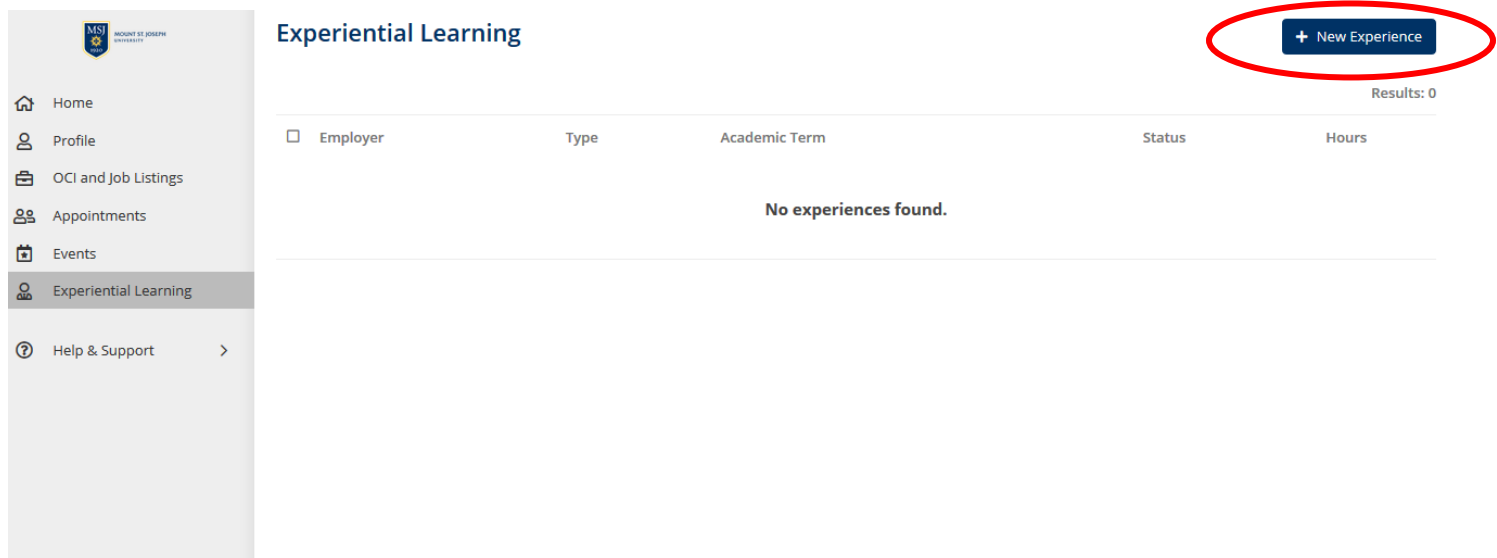 MSJ
1920
MOUNT ST. JOSEPH
UNIVERSITY
Home
Profile
OCI and Job Listings
Appointments
Events
Experiential Learning
Help & Support
Experiential Learning
+ New Experience
Results: 0
Employer Type Academic Term Status Hours
No experiences found.